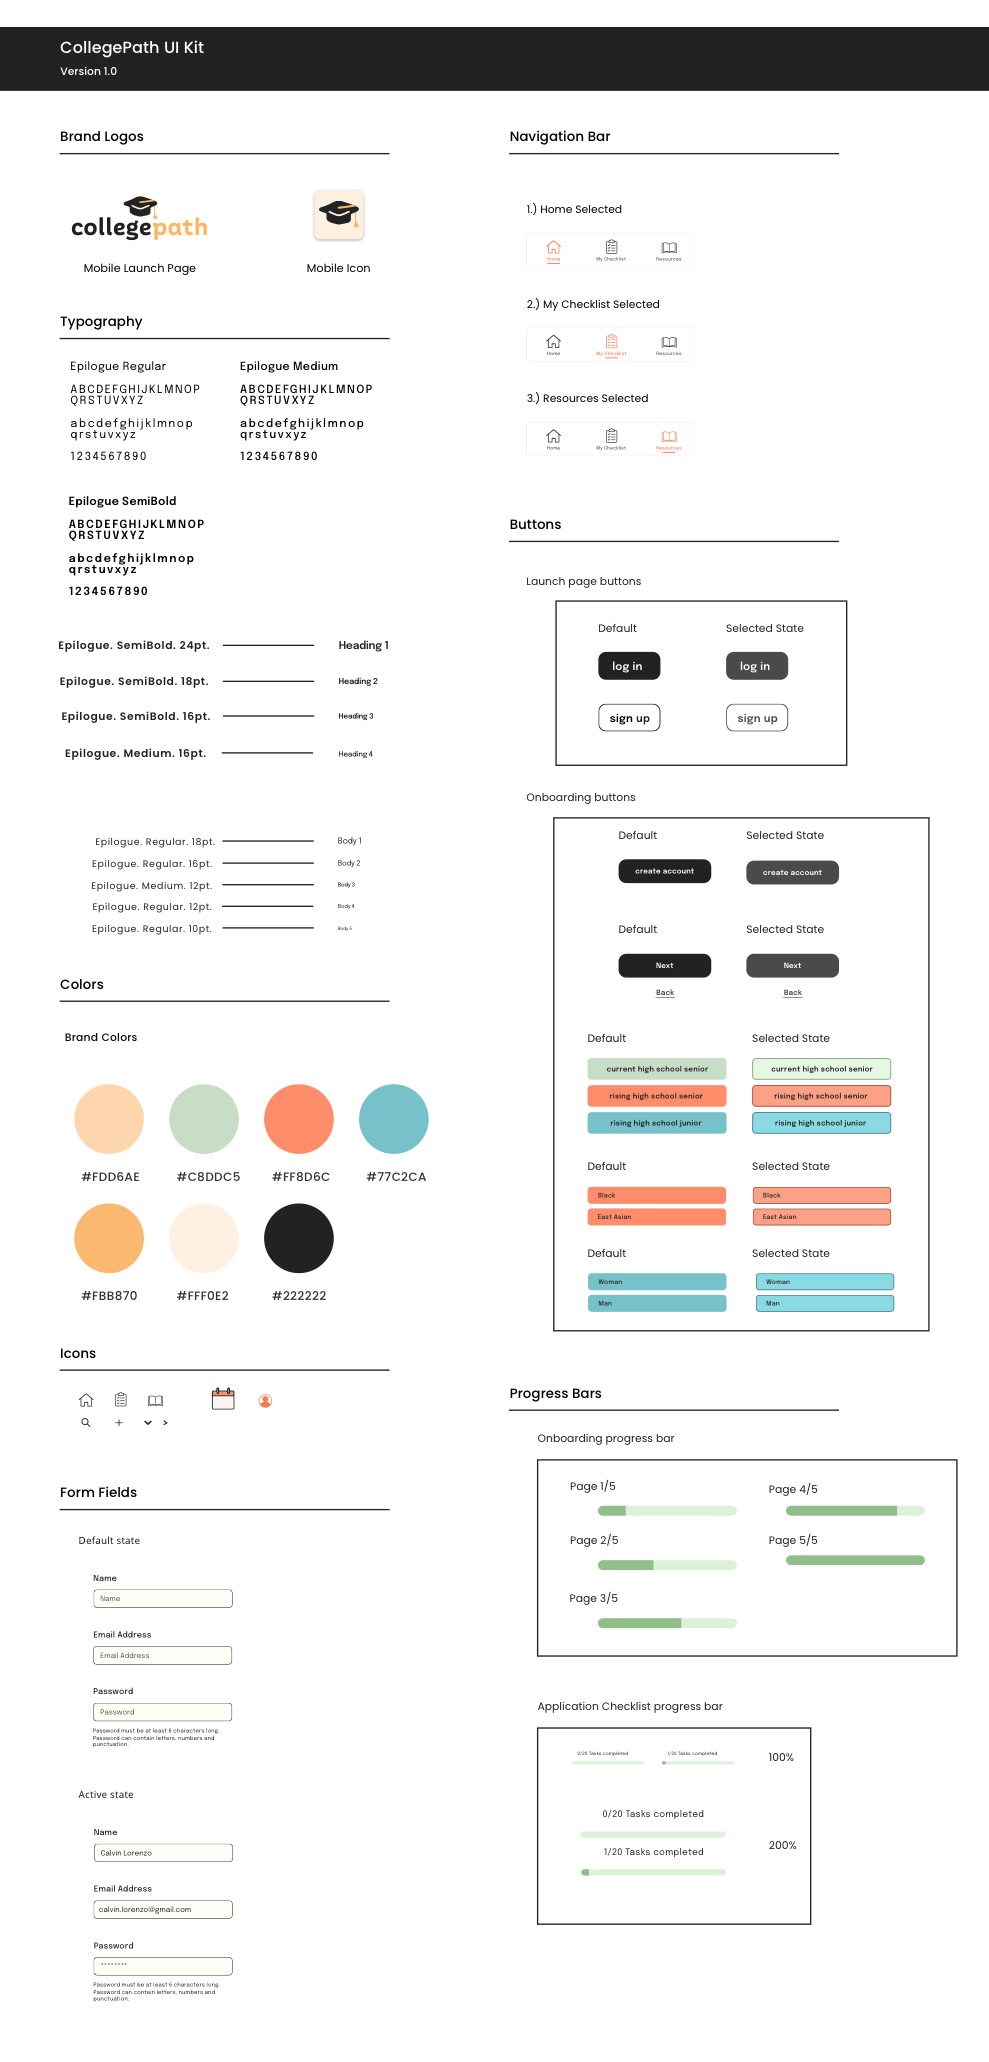 CollegePath UI Kit
Version 1.0
Brand Logos
collegepath
Mobile Launch Page
Mobile Icon
Typography
Epilogue Regular
ABCDEFGHIJKLMNOP
QRSTUVXYZ
abcdefghijklmnop
qrstuvxyz
1234567890
Epilogue Medium
ABCDEFGHIJKLMNOP
QRSTUVXYZ
abcdefghijklmnop
qrstuvxyz
1234567890
Epilogue SemiBold
ABCDEFGHIJKLMNOP
QRSTUVXYZ
abcdefghijklmnop
qrstuvxyz
1234567890
Epilogue. SemiBold. 24pt. Heading 1
Epilogue. SemiBold. 18pt. Heading 2
Epilogue. SemiBold. 16pt. Heading 3
Epilogue. Medium. 16pt. Heading 4
Epilogue. Regular. 18pt. Body 1
Epilogue. Regular. 16pt. Body 2
Epilogue. Medium. 12pt. Body 3
Epilogue. Regular. 12pt. Body 4
Epilogue. Regular. 10pt. Body 5
Colors
Brand Colors
#FDD6AE #C8DDC5 #FF8D6C #77C2CA
#FBB870 #FFF0E2 #222222
Icons
Form Fields
Default state
Name
Name
Email Address
Email Address
Password
Password
Password must be at least 6 characters long.
Password can contain letters, numbers and
punctuation.
Active state
Name
Calvin Lorenzo
Email Address
calvin.lorenzo@gmail.com
Password
********
Password must be at least 6 characters long.
Password can contain letters, numbers and
punctuation.
Navigation Bar
1.) Home Selected
Home My Checklist Resources
2.) My Checklist Selected
Home My Checklist Resources
3.) Resources Selected
Home My Checklist Resources
Buttons
Launch page buttons
Default Selected State
log in log in
sign up sign up
Onboarding buttons
Default Selected State
create account create account
Default Selected State
Next Next
Back Back
Default Selected State
current high school senior current high school senior
rising high school senior rising high school senior
rising high school junior rising high school junior
Default Selected State
Black Black
East Asian East Asian
Default Selected State
Woman Woman
Man Man
Progress Bars
Onboarding progress bar
Page 1/5 Page 4/5
Page 2/5 Page 5/5
Page 3/5
Application Checklist progress bar
0/20 Tasks completed 1/20 Tasks completed 100%
0/20 Tasks completed
200%
1/20 Tasks completed